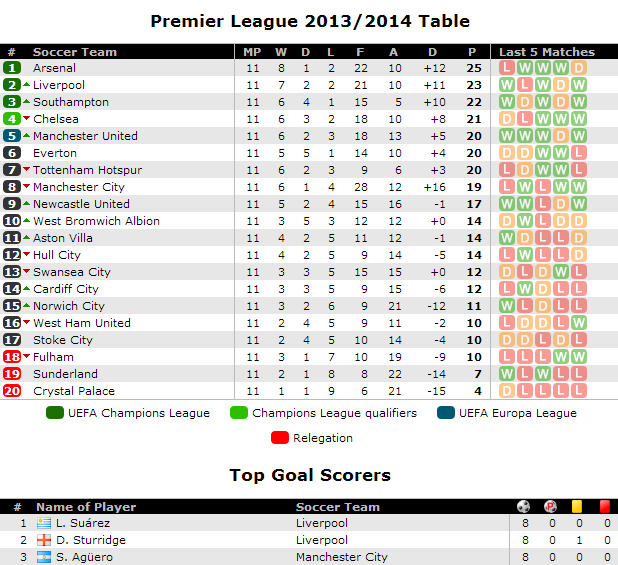 Premier League 2013/2014 Table
# Soccer Team MP W D L F A D P Last 5 Matches
1 Arsenal 11 8 1 2 22 10 +12 25 L W W W D
2 Liverpool 11 7 2 2 21 10 +11 23 W L W D W
3 Southampton 11 6 4 1 15 5 +10 22 W D W D W
4 Chelsea 11 6 3 2 18 10 +8 21 D L W W W
5 Manchester United 11 6 2 3 18 13 +5 20 W W W D W
6 Everton 11 5 5 1 14 10 +4 20 D D W W L
7 Tottenham Hotspur 11 6 2 3 9 6 +3 20 L D W W L
8 Manchester City 11 6 1 4 28 12 +16 19 L W L W W
9 Newcastle United 11 5 2 4 15 16 -1 17 W W L D W
10 West Bromwich Albion 11 3 5 3 12 12 +0 14 D W L D D
11 Aston Villa 11 4 2 5 11 12 -1 14 W D L L D
12 Hull City 11 4 2 5 9 14 -5 14 L W L L D
13 Swansea City 11 3 3 5 15 15 +0 12 D L D W L
14 Cardiff City 11 3 3 5 9 15 -6 12 L W D L L
15 Norwich City 11 3 2 6 9 21 -12 11 W L D L L
16 West Ham United 11 2 4 5 9 11 -2 10 L D D L W
17 Stoke City 11 2 4 5 10 14 -4 10 D D L D L
18 Fulham 11 3 1 7 10 19 -9 10 L L L W W
19 Sunderland 11 2 1 8 8 22 -14 7 W L W L L
20 Crystal Palace 11 1 1 9 6 21 -15 4 D L L L L
UEFA Champions League Champions League qualifiers UEFA Europa League
Relegation
Top Goal Scorers
# Name of Player Soccer Team P
1 L. Suárez Liverpool 8 0 0 0
2 D. Sturridge Liverpool 8 0 1 0
3 S. Agüero Manchester City 8 0 0 0